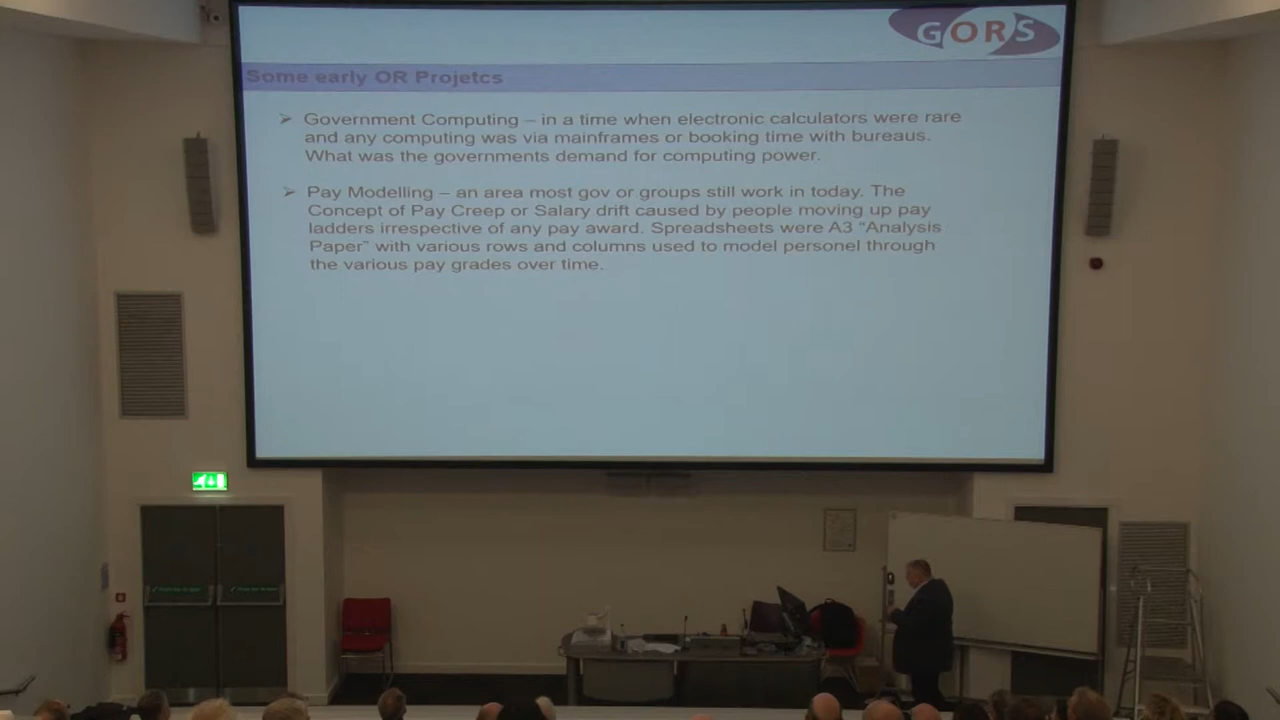 GORS
Some early OR Projetcs
➢ Government Computing – in a time when electronic calculators were rare
and any computing was via mainframes or booking time with bureaus.
What was the governments demand for computing power.
➢ Pay Modelling – an area most gov or groups still work in today. The
Concept of Pay Creep or Salary drift caused by people moving up pay
ladders irrespective of any pay award. Spreadsheets were A3 “Analysis
Paper” with various rows and columns used to model personel through
the various pay grades over time.